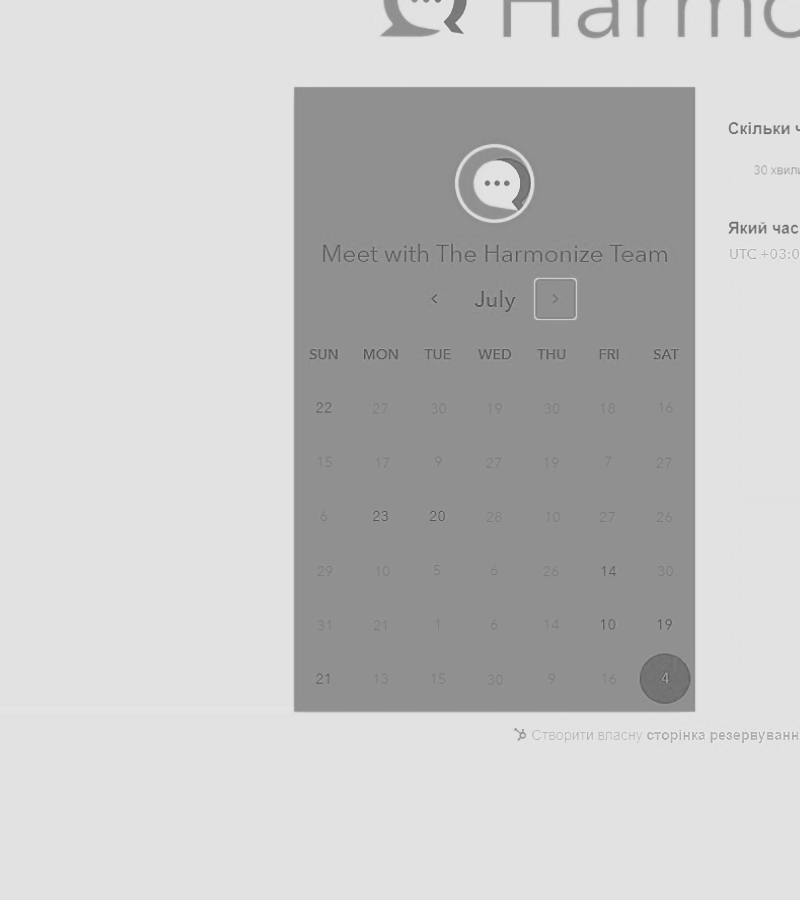 Harmo
Скільки ч
30 хвили
Meet with The Harmonize Team
Який час
UTC +03:0
July
SUN MON TUE WED THU FRI SAT
22 27 30 19 30 18 16
15 17 9 27 19 7 27
6 23 20 28 10 27 26
29 10 5 6 26 14 30
31 21 1 6 14 10 19
21 13 15 30 9 16 4
Створити власну сторінка резервуванн